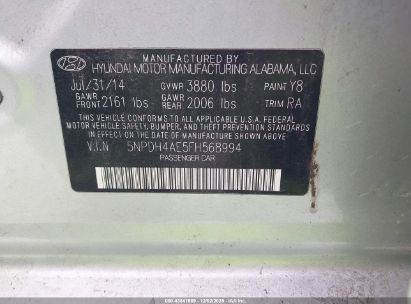 MANUFACTURED BY
HYUNDAI MOTOR MANUFACTURING ALABAMA, LLC
Jul/31/14 GVWR 3880 lbs PAINT Y8
GAWR FRONT 2161 lbs GAWR REAR 2006 lbs TRIM RA
THIS VEHICLE CONFORMS TO ALL APPLICABLE U.S.A. FEDERAL
MOTOR VEHICLE SAFETY, BUMPER, AND THEFT PREVENTION
STANDARDS IN EFFECT ON THE DATE OF MANUFACTURE SHOWN ABOVE
V.I.N 5NPDH4AE5FH568994
PASSENGER CAR